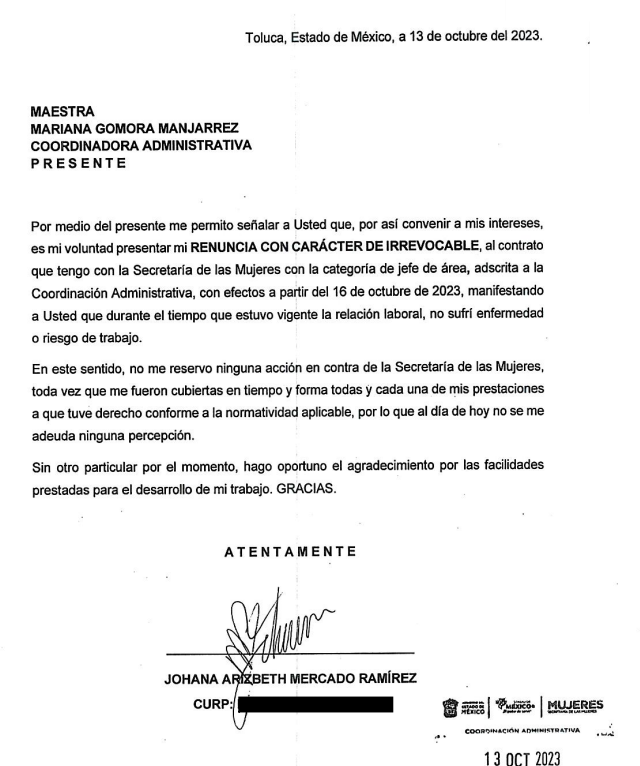 Toluca, Estado de México, a 13 de octubre del 2023.
MAESTRA
MARIANA GOMORA MANJARREZ
COORDINADORA ADMINISTRATIVA
P R E S E N T E
Por medio del presente me permito señalar a Usted que, por así convenir a mis intereses,
es mi voluntad presentar mi RENUNCIA CON CARÁCTER DE IRREVOCABLE, al contrato
que tengo con la Secretaría de las Mujeres con la categoría de jefe de área, adscrita a la
Coordinación Administrativa, con efectos a partir del 16 de octubre de 2023, manifestando
a Usted que durante el tiempo que estuvo vigente la relación laboral, no sufrí enfermedad
o riesgo de trabajo.
En este sentido, no me reservo ninguna acción en contra de la Secretaría de las Mujeres,
toda vez que me fueron cubiertas en tiempo y forma todas y cada una de mis prestaciones
a que tuve derecho conforme a la normatividad aplicable, por lo que al día de hoy no se me
adeuda ninguna percepción.
Sin otro particular por el momento, hago oportuno el agradecimiento por las facilidades
prestadas para el desarrollo de mi trabajo. GRACIAS.
A T E N T A M E N T E
JOHANA ARIZBETH MERCADO RAMÍREZ
CURP:
GOBIERNO DEL ESTADO DE MÉXICO
MÉXICO
MUJERES
SECRETARÍA DE LAS MUJERES
COORDINACIÓN ADMINISTRATIVA
13 OCT 2023